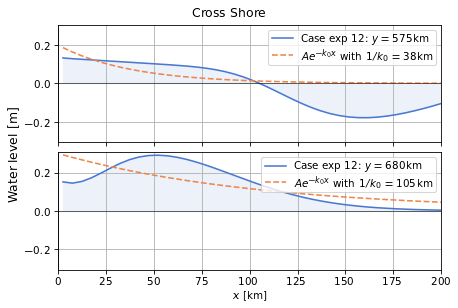 Cross Shore
Water level [m]
0.2
0.0
−0.2
Case exp 12: y = 575km
Ae^{−k_0x} with 1/k_0 = 38km
0.2
0.0
−0.2
Case exp 12: y = 680km
Ae^{−k_0x} with 1/k_0 = 105km
0 25 50 75 100 125 150 175 200
x [km]